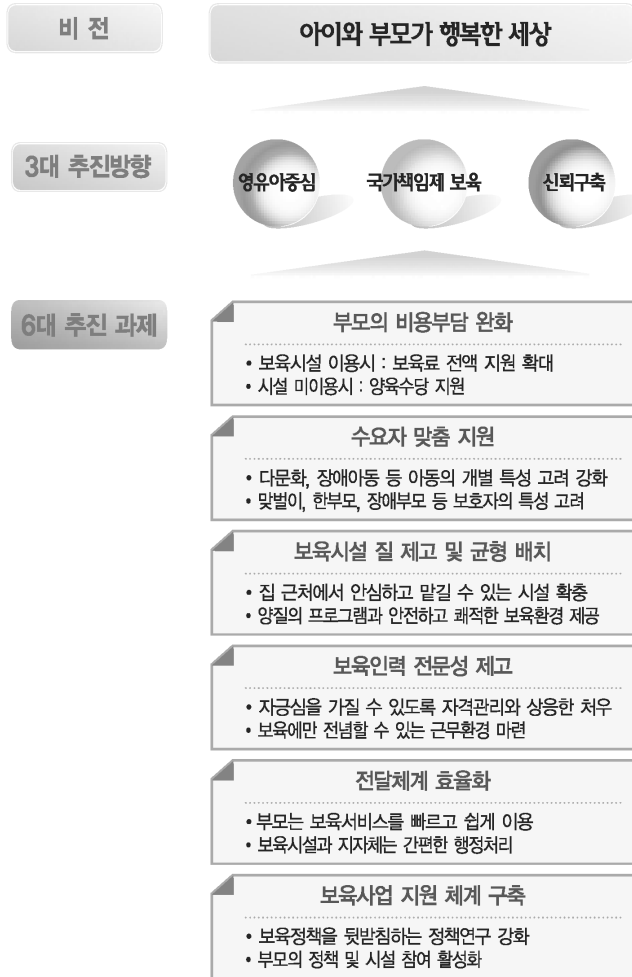 비 전
아이와 부모가 행복한 세상
3대 추진방향
영유아중심
국가책임제 보육
신뢰구축
6대 추진 과제
부모의 비용부담 완화
• 보육시설 이용시 : 보육료 전액 지원 확대
• 시설 미이용시 : 양육수당 지원
수요자 맞춤 지원
• 다문화, 장애아동 등 아동의 개별 특성 고려 강화
• 맞벌이, 한부모, 장애부모 등 보호자의 특성 고려
보육시설 질 제고 및 균형 배치
• 집 근처에서 안심하고 맡길 수 있는 시설 확충
• 양질의 프로그램과 안전하고 쾌적한 보육환경 제공
보육인력 전문성 제고
• 자긍심을 가질 수 있도록 자격관리와 상응한 처우
• 보육에만 전념할 수 있는 근무환경 마련
전달체계 효율화
• 부모는 보육서비스를 빠르고 쉽게 이용
• 보육시설과 지자체는 간편한 행정처리
보육사업 지원 체계 구축
• 보육정책을 뒷받침하는 정책연구 강화
• 부모의 정책 및 시설 참여 활성화